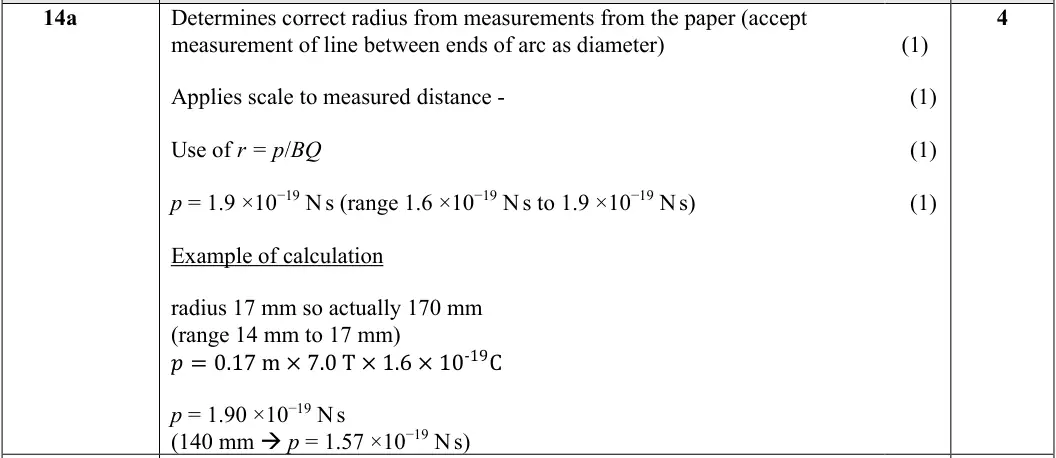 14a Determines correct radius from measurements from the paper (accept 4
measurement of line between ends of arc as diameter) (1)
Applies scale to measured distance - (1)
Use of r = p/BQ (1)
p = 1.9 ×10⁻¹⁹ N s (range 1.6 ×10⁻¹⁹ N s to 1.9 ×10⁻¹⁹ N s) (1)
Example of calculation
radius 17 mm so actually 170 mm
(range 14 mm to 17 mm)
𝑝 = 0.17 m × 7.0 T × 1.6 × 10⁻¹⁹C
p = 1.90 ×10⁻¹⁹ N s
(140 mm → p = 1.57 ×10⁻¹⁹ N s)